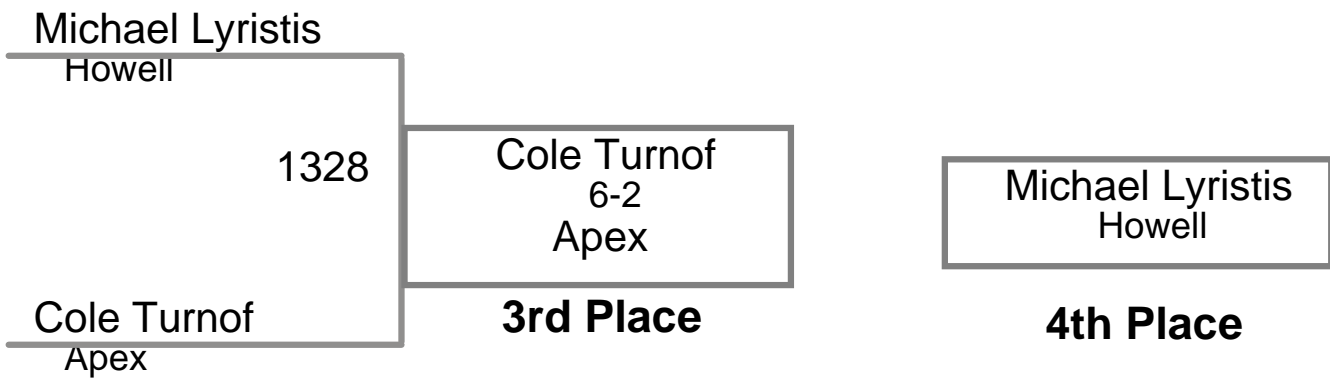 Michael Lyristis
Howell
1328
Cole Turnof
6-2
Apex
3rd Place
Cole Turnof
Apex
Michael Lyristis
Howell
4th Place